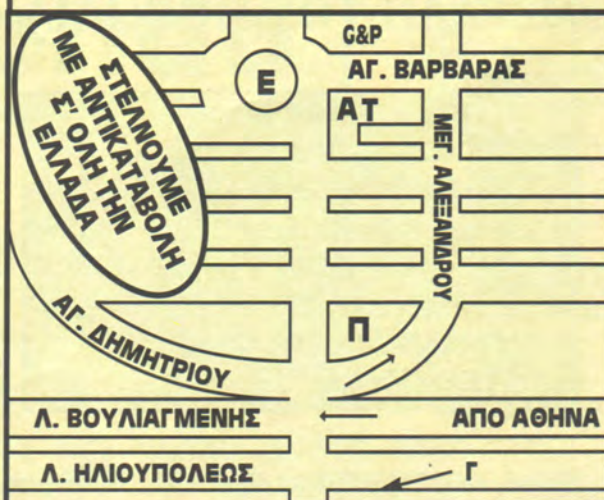 ΣΤΕΛΝΟΥΜΕ
ΜΕ ΑΝΤΙΚΑΤΑΒΟΛΗ
Σ' ΟΛΗ ΤΗΝ
ΕΛΛΑΔΑ
G&P
Ε
ΑΓ. ΒΑΡΒΑΡΑΣ
ΑΤ
ΜΕΓ. ΑΛΕΞΑΝΔΡΟΥ
Π
ΑΓ. ΔΗΜΗΤΡΙΟΥ
Λ. ΒΟΥΛΙΑΓΜΕΝΗΣ
ΑΠΟ ΑΘΗΝΑ
Λ. ΗΛΙΟΥΠΟΛΕΩΣ
Γ